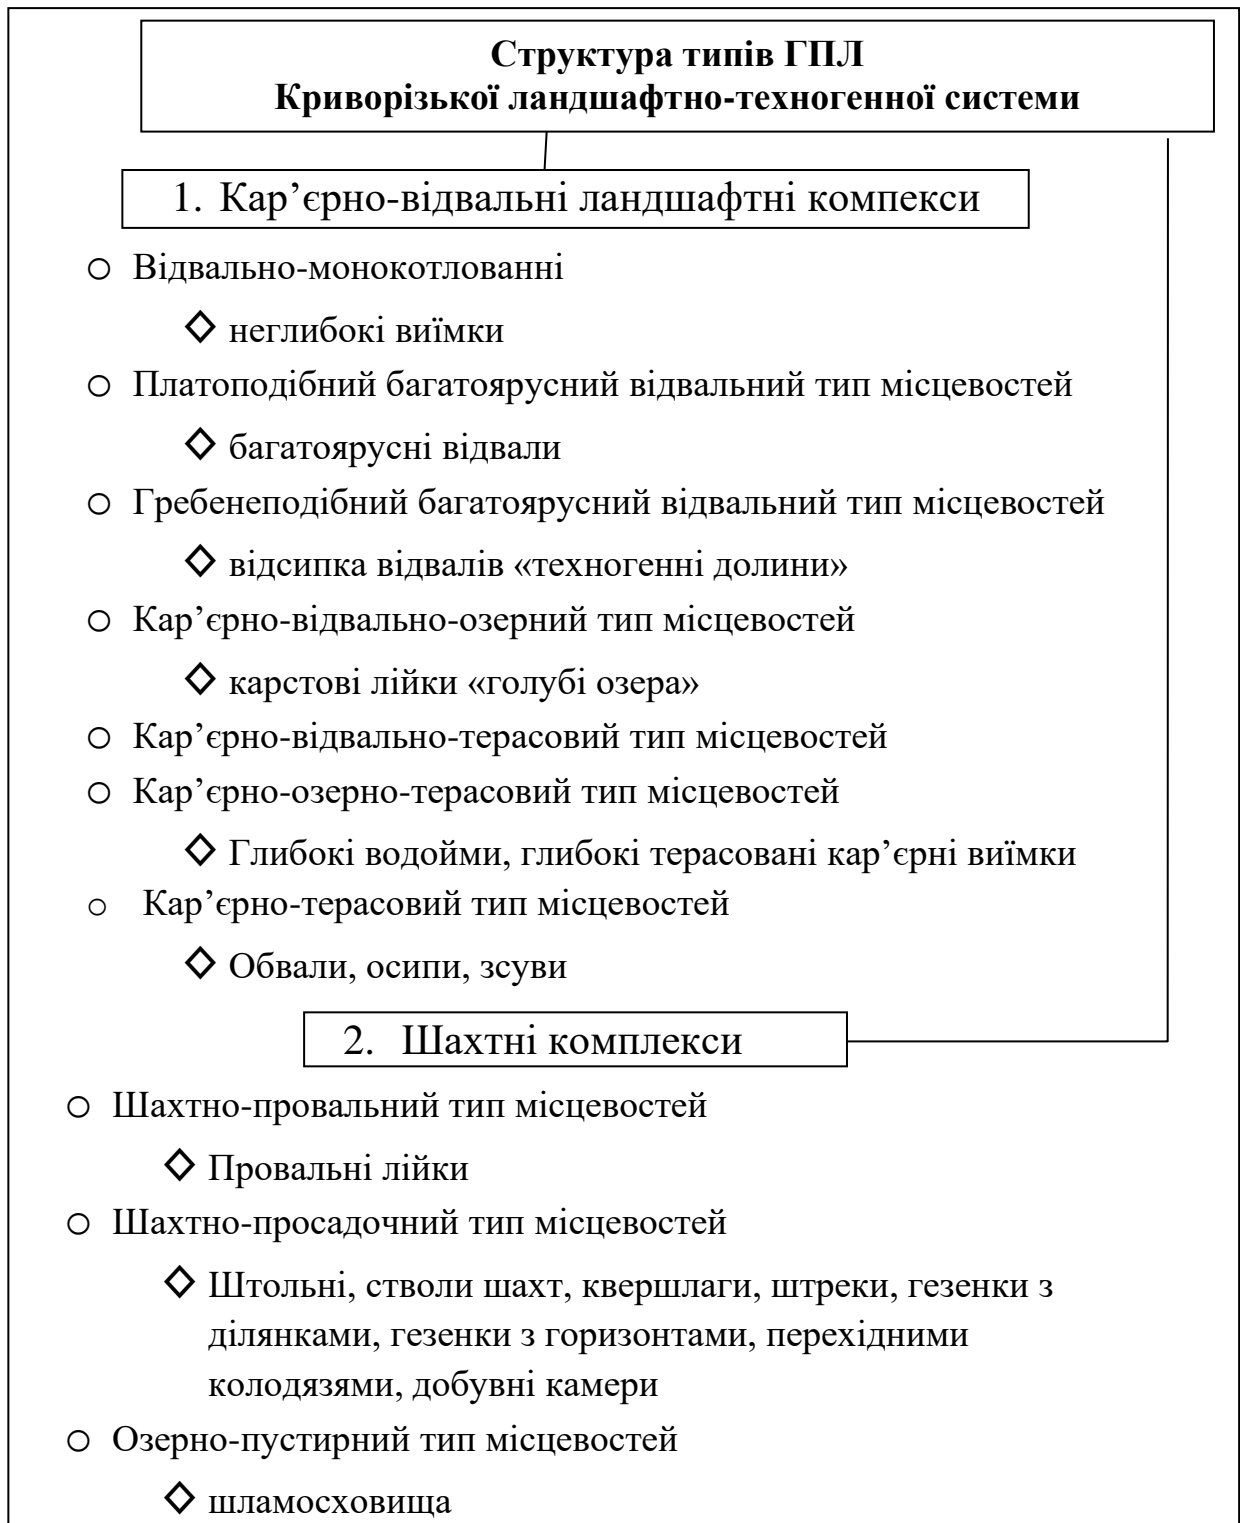 Структура типів ГПЛ
Криворізької ландшафтно-техногенної системи
1. Кар’єрно-відвальні ландшафтні компекси
Відвально-монокотлованні
неглибокі виїмки
Платоподібний багатоярусний відвальний тип місцевостей
багатоярусні відвали
Гребенеподібний багатоярусний відвальний тип місцевостей
відсипка відвалів «техногенні долини»
Кар’єрно-відвально-озерний тип місцевостей
карстові лійки «голубі озера»
Кар’єрно-відвально-терасовий тип місцевостей
Кар’єрно-озерно-терасовий тип місцевостей
Глибокі водойми, глибокі терасовані кар’єрні виїмки
Кар’єрно-терасовий тип місцевостей
Обвали, осипи, зсуви
2. Шахтні комплекси
Шахтно-провальний тип місцевостей
Провальні лійки
Шахтно-просадочний тип місцевостей
Штольні, стволи шахт, квершлаги, штреки, гезенки з
ділянками, гезенки з горизонтами, перехідними
колодязями, добувні камери
Озерно-пустирний тип місцевостей
шламосховища